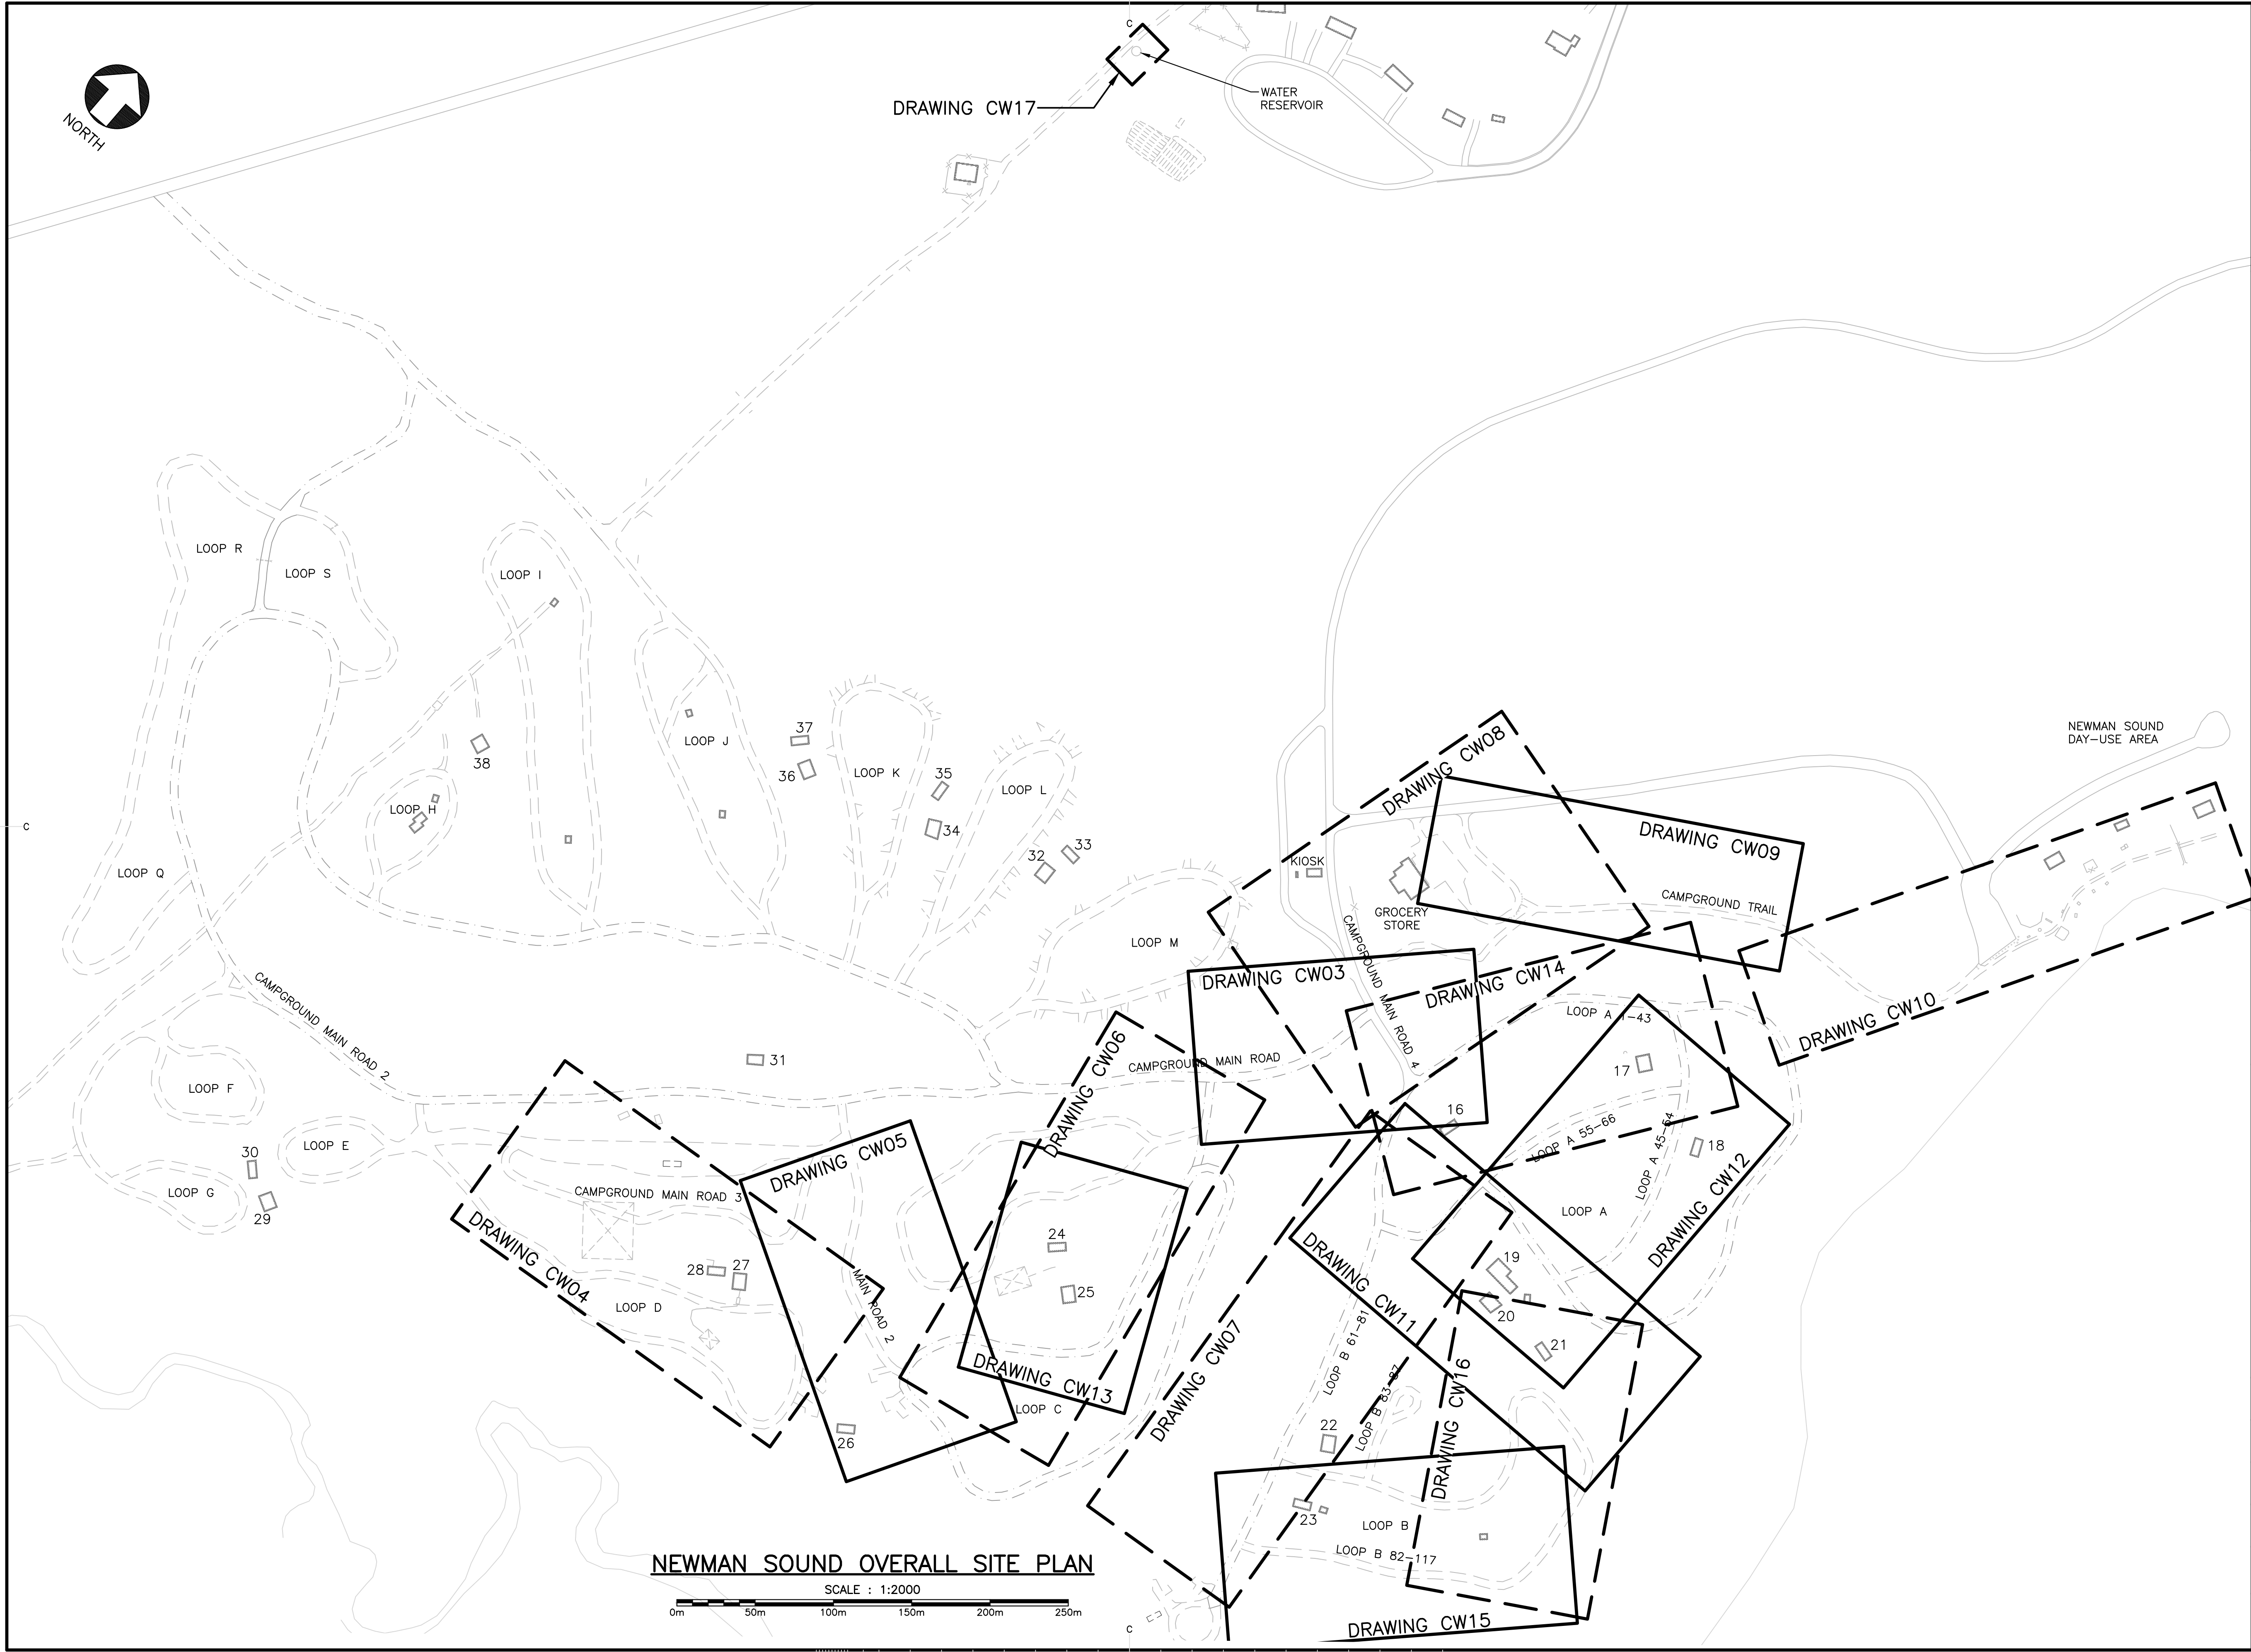 C
NORTH
DRAWING CW17
WATER
RESERVOIR
LOOP R
LOOP S
LOOP I
LOOP J
37
36
LOOP K
35
34
LOOP L
33
32
38
LOOP H
LOOP Q
C
C
NEWMAN SOUND
DAY-USE AREA
DRAWING CW08
DRAWING CW09
KIOSK
GROCERY
STORE
CAMPGROUND TRAIL
LOOP M
CAMPGROUND MAIN ROAD 4
DRAWING CW03
DRAWING CW14
DRAWING CW10
LOOP A 1-43
CAMPGROUND MAIN ROAD 2
CAMPGROUND MAIN ROAD
DRAWING CW06
31
17
LOOP F
16
LOOP A 55-66
LOOP A 45-54
18
30
LOOP E
DRAWING CW05
LOOP G
29
CAMPGROUND MAIN ROAD 3
LOOP A
DRAWING CW12
DRAWING CW04
28
27
24
25
19
20
21
LOOP D
MAIN ROAD 2
DRAWING CW11
DRAWING CW07
LOOP B 61-81
DRAWING CW13
LOOP C
LOOP B 83-87
DRAWING CW16
26
22
23
LOOP B
LOOP B 82-117
NEWMAN SOUND OVERALL SITE PLAN
SCALE : 1:2000
0m 50m 100m 150m 200m 250m
DRAWING CW15
C